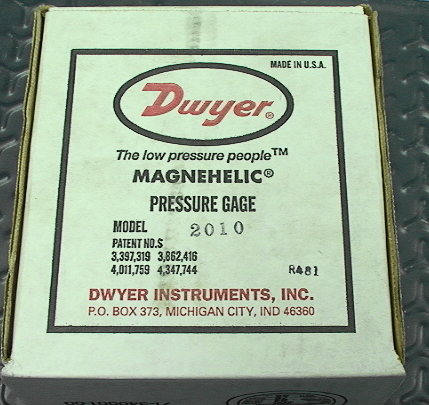 MADE IN U.S.A.
Dwyer®
The low pressure people™
MAGNEHELIC®
PRESSURE GAGE
MODEL 2010
PATENT NO.S
3,397,319 3,862,416
4,011,759 4,347,744
R481
DWYER INSTRUMENTS, INC.
P.O. BOX 373, MICHIGAN CITY, IND 46360